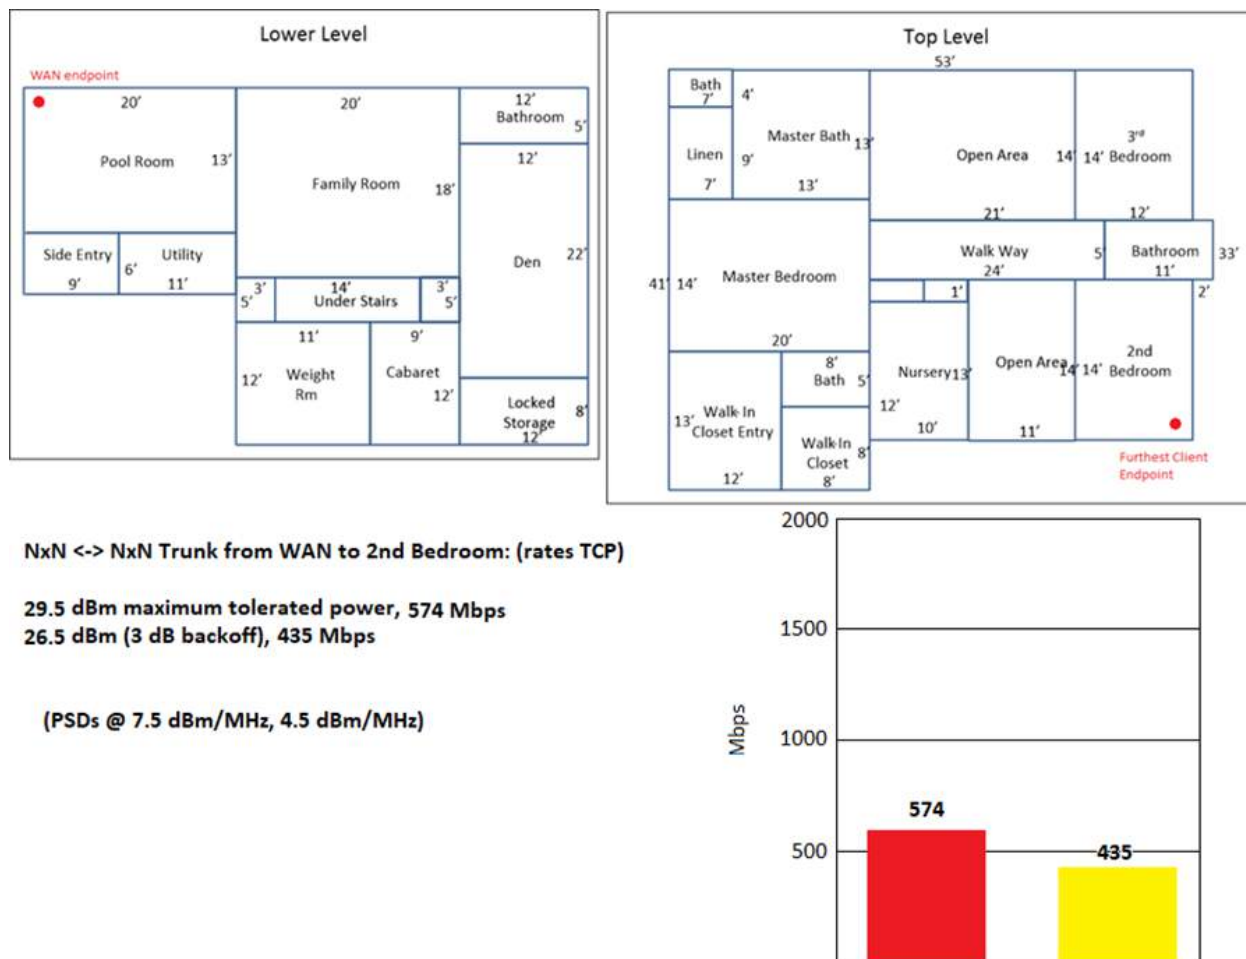 Lower Level
WAN endpoint
20'
20'
12'
Bathroom
5'
Pool Room
13'
Family Room
18'
12'
Side Entry
9'
6'
Utility
11'
Den
22'
3'
5'
14'
Under Stairs
3'
5'
11'
12'
Weight
Rm
9'
Cabaret
12'
Locked
Storage
8'
12'
Top Level
53'
Bath
7'
4'
Master Bath
13'
Linen
9'
7'
13'
Open Area
14'
14'
3rd
Bedroom
21'
12'
Walk Way
5'
24'
Bathroom
11'
33'
41'
14'
Master Bedroom
20'
1'
2'
Nursery
13'
12'
10'
Open Area
14'
11'
14'
2nd
Bedroom
8'
Bath
5'
13'
Walk-In
Closet Entry
12'
Walk-In
Closet
8'
8'
Furthest Client
Endpoint
NxN <-> NxN Trunk from WAN to 2nd Bedroom: (rates TCP)
29.5 dBm maximum tolerated power, 574 Mbps
26.5 dBm (3 dB backoff), 435 Mbps
(PSDs @ 7.5 dBm/MHz, 4.5 dBm/MHz)
2000
1500
1000
500
Mbps
574
435